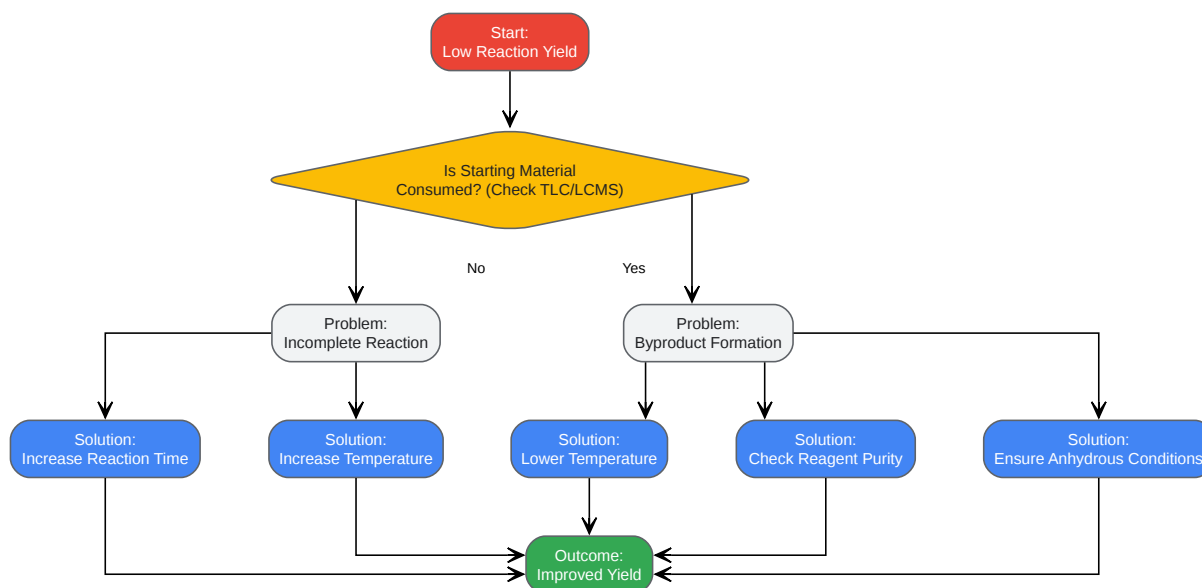 Start:
Low Reaction Yield
Is Starting Material
Consumed? (Check TLC/LCMS)
No
Yes
Problem:
Incomplete Reaction
Problem:
Byproduct Formation
Solution:
Increase Reaction Time
Solution:
Increase Temperature
Solution:
Lower Temperature
Solution:
Check Reagent Purity
Solution:
Ensure Anhydrous Conditions
Outcome:
Improved Yield